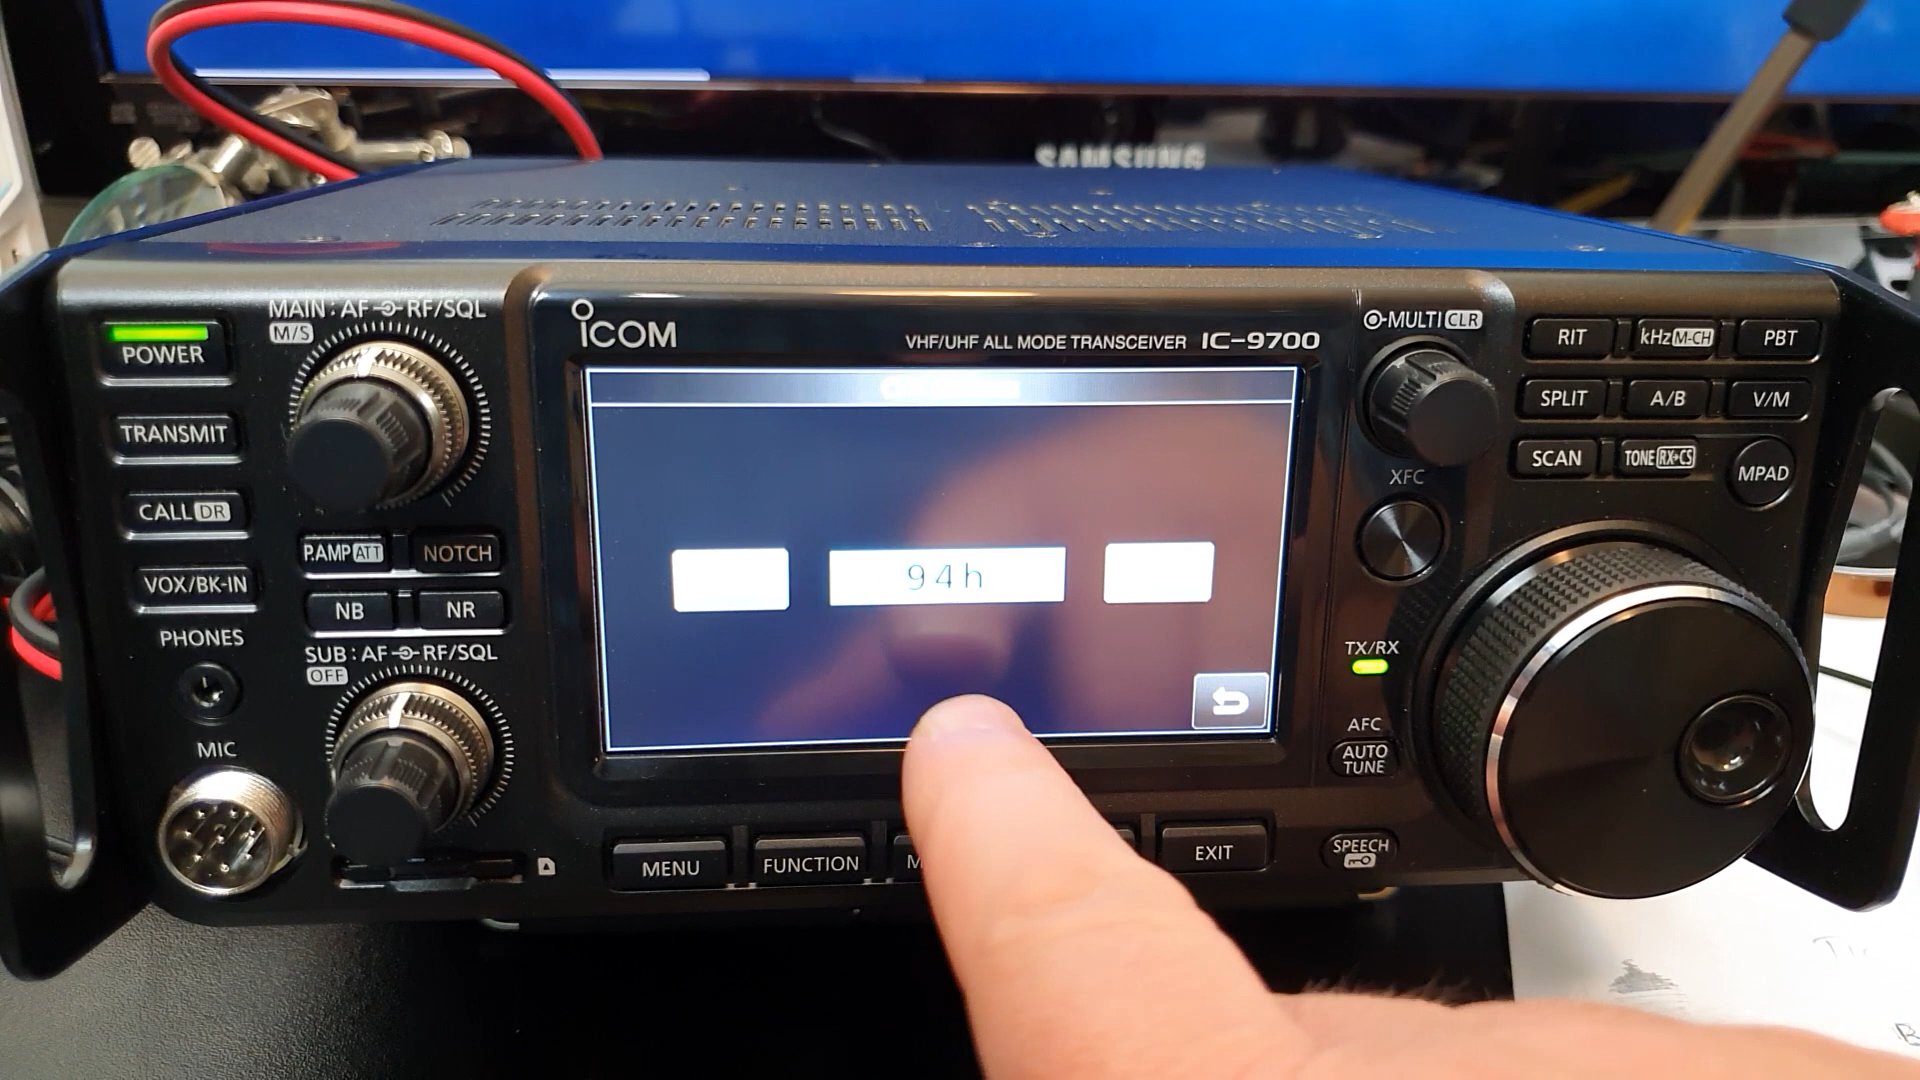 SAMSUNG
MAIN : AF RF/SQL
M/S
POWER
TRANSMIT
CALL DR
VOX/BK-IN
P.AMP ATT
NOTCH
NB
NR
PHONES
SUB : AF RF/SQL
OFF
MIC
ICOM
VHF/UHF ALL MODE TRANSCEIVER IC-9700
94h
MENU
FUNCTION
M
EXIT
MULTI CLR
XFC
TX/RX
AFC
AUTO
TUNE
SPEECH
RIT
kHz M-CH
PBT
SPLIT
A/B
V/M
SCAN
TONE RX→CS
MPAD